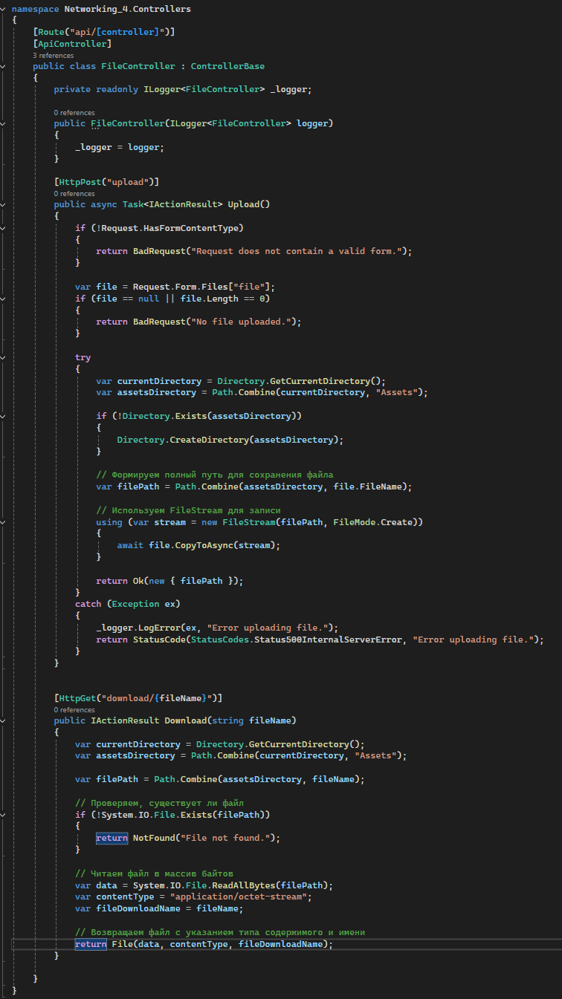 namespace Networking_4.Controllers
{
[Route("api/[controller]")]
[ApiController]
3 references
public class FileController : ControllerBase
{
private readonly ILogger<FileController> _logger;
0 references
public FileController(ILogger<FileController> logger)
{
_logger = logger;
}
[HttpPost("upload")]
0 references
public async Task<IActionResult> Upload()
{
if (!Request.HasFormContentType)
{
return BadRequest("Request does not contain a valid form.");
}
var file = Request.Form.Files["file"];
if (file == null || file.Length == 0)
{
return BadRequest("No file uploaded.");
}
try
{
var currentDirectory = Directory.GetCurrentDirectory();
var assetsDirectory = Path.Combine(currentDirectory, "Assets");
if (!Directory.Exists(assetsDirectory))
{
Directory.CreateDirectory(assetsDirectory);
}
// Формируем полный путь для сохранения файла
var filePath = Path.Combine(assetsDirectory, file.FileName);
// Используем FileStream для записи
using (var stream = new FileStream(filePath, FileMode.Create))
{
await file.CopyToAsync(stream);
}
return Ok(new { filePath });
}
catch (Exception ex)
{
_logger.LogError(ex, "Error uploading file.");
return StatusCode(StatusCodes.Status500InternalServerError, "Error uploading file.");
}
}
[HttpGet("download/{fileName}")]
0 references
public IActionResult Download(string fileName)
{
var currentDirectory = Directory.GetCurrentDirectory();
var assetsDirectory = Path.Combine(currentDirectory, "Assets");
var filePath = Path.Combine(assetsDirectory, fileName);
// Проверяем, существует ли файл
if (!System.IO.File.Exists(filePath))
{
return NotFound("File not found.");
}
// Читаем файл в массив байтов
var data = System.IO.File.ReadAllBytes(filePath);
var contentType = "application/octet-stream";
var fileDownloadName = fileName;
// Возвращаем файл с указанием типа содержимого и имени
return File(data, contentType, fileDownloadName);
}
}
}